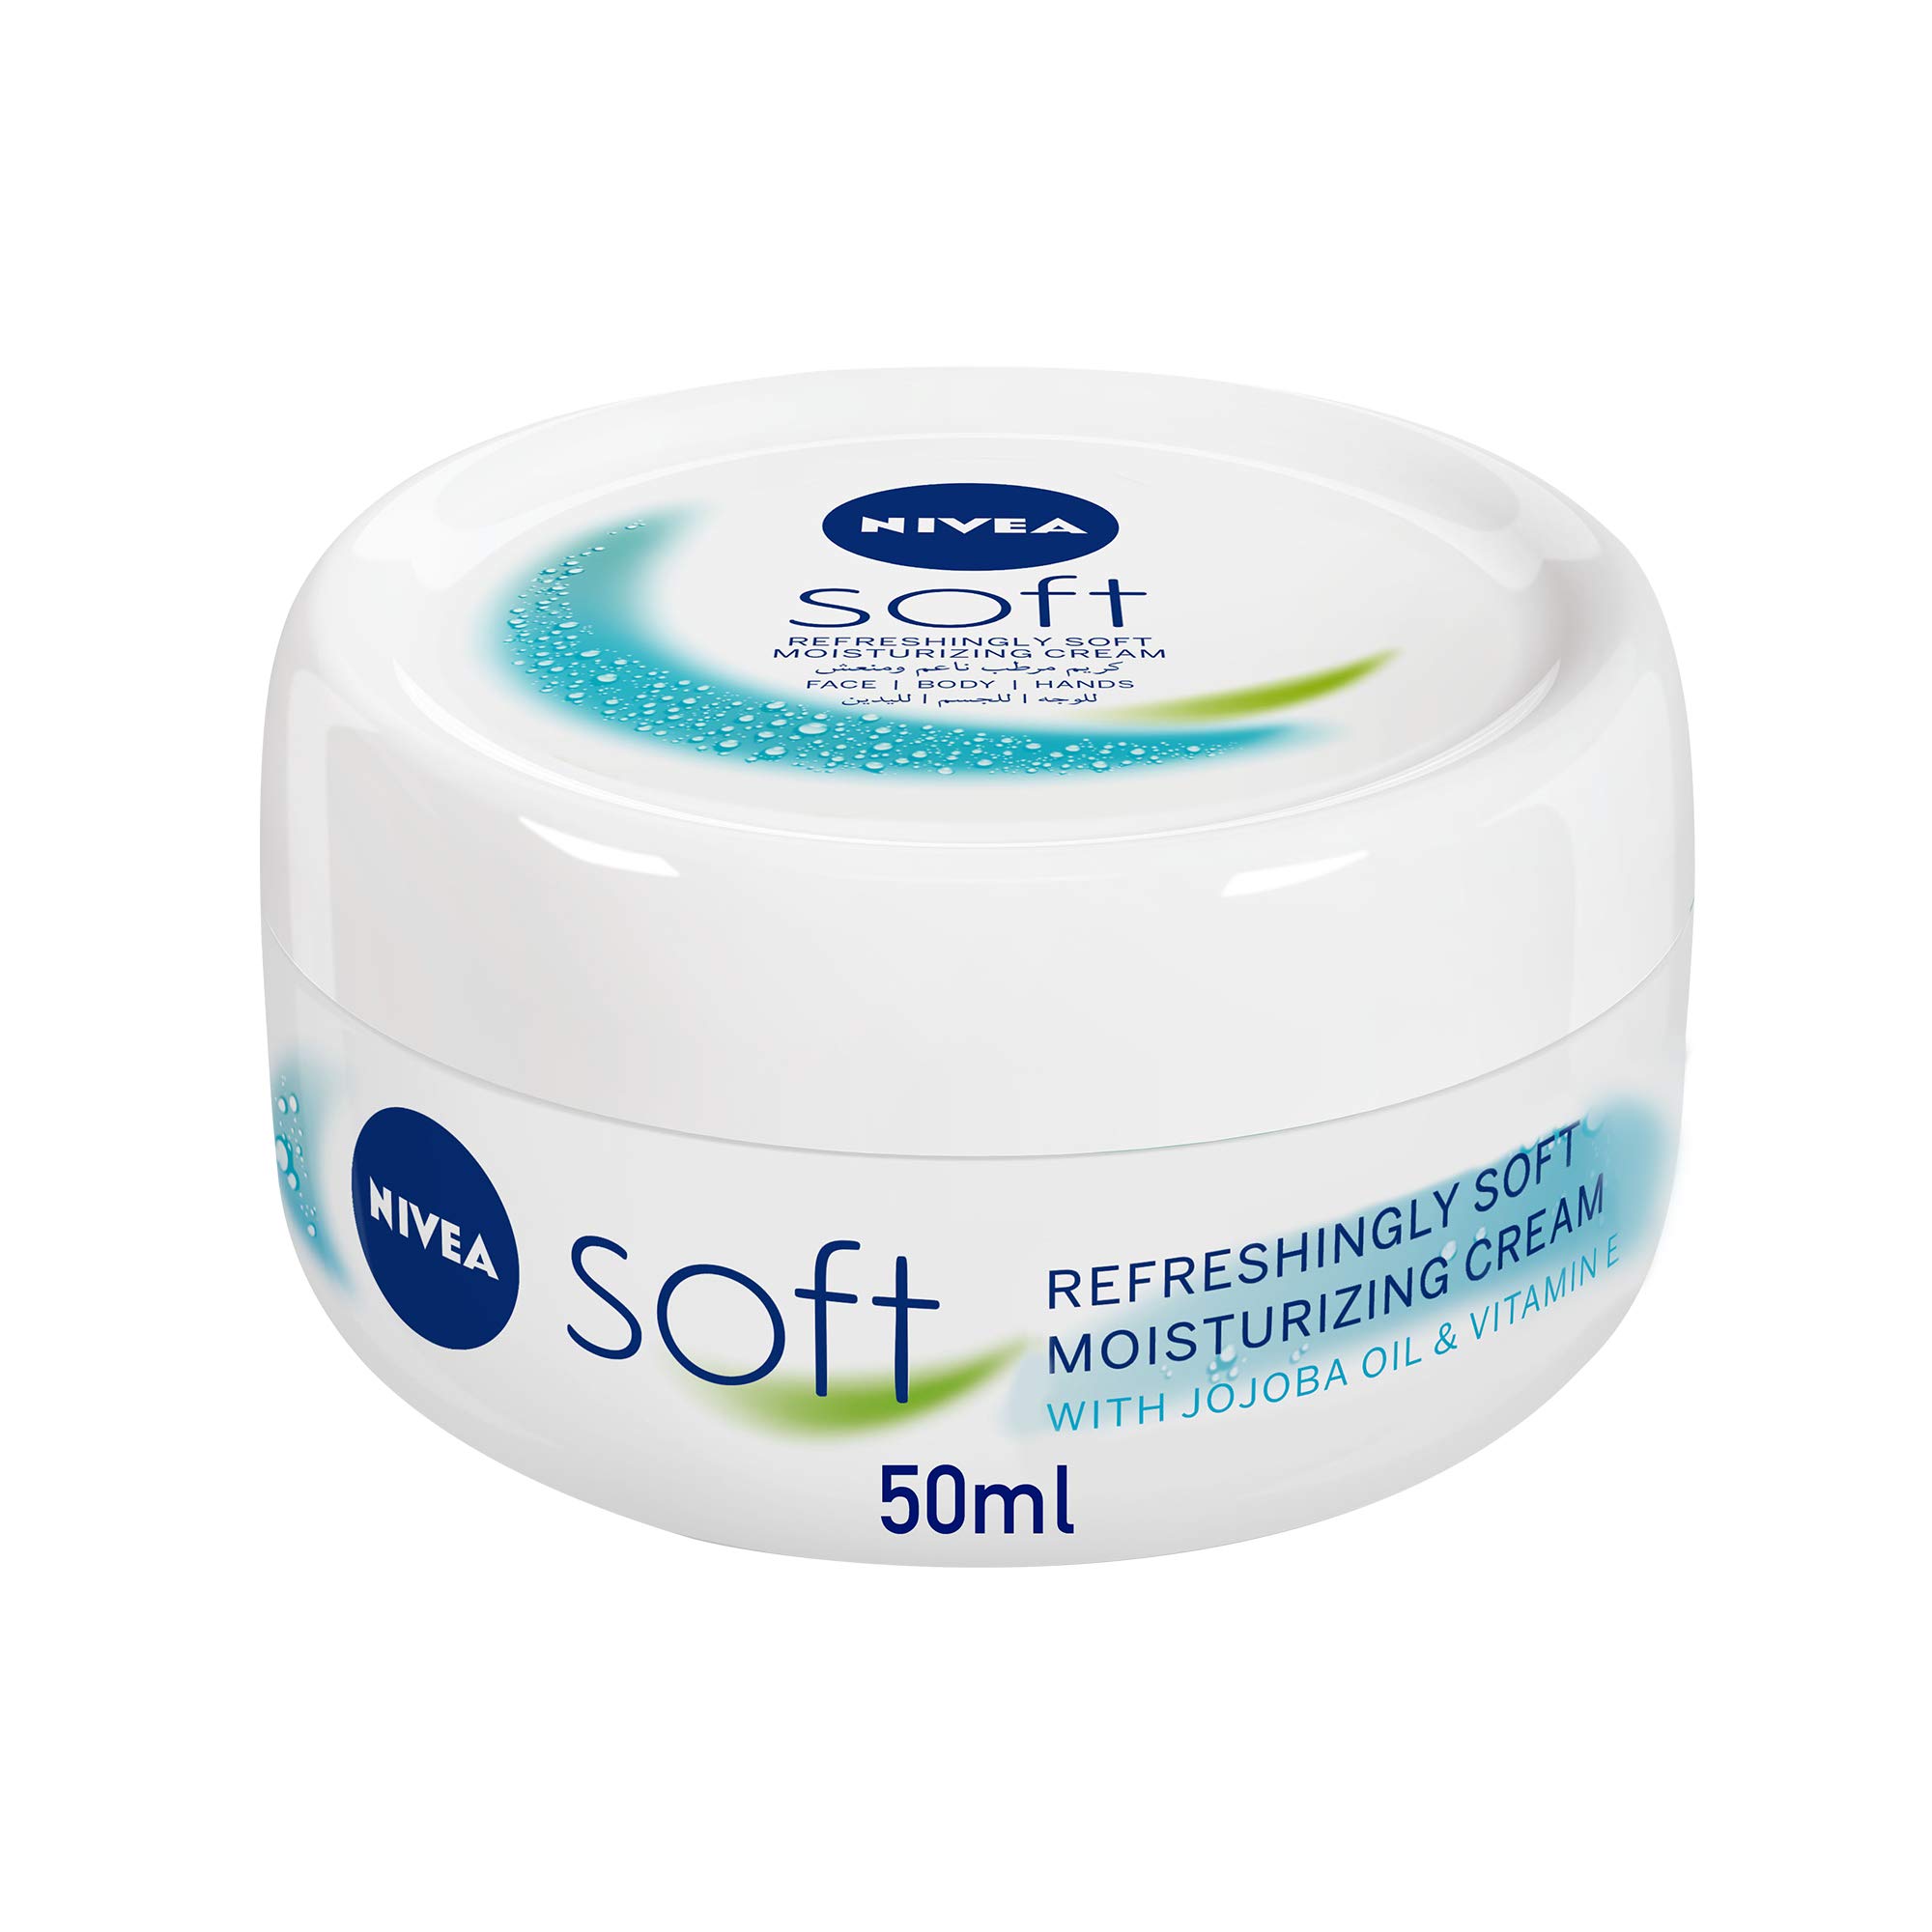 NIVEA
soft
REFRESHINGLY SOFT
MOISTURIZING CREAM
كريم مرطب ناعم ومنعش
FACE | BODY | HANDS
للوجه | للجسم | لليدين
NIVEA
Soft
REFRESHINGLY SOFT
MOISTURIZING CREAM
WITH JOJOBA OIL & VITAMIN E
50ml